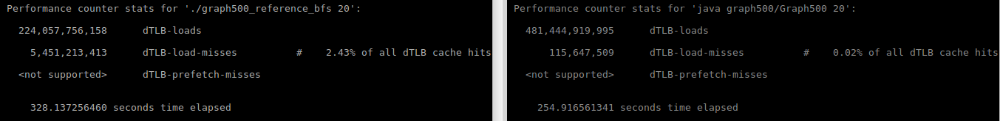 Performance counter stats for './graph500_reference_bfs 20':
224,057,756,158 dTLB-loads
5,451,213,413 dTLB-load-misses # 2.43% of all dTLB cache hits
<not supported> dTLB-prefetch-misses
328.137256460 seconds time elapsed
Performance counter stats for 'java graph500/Graph500 20':
481,444,919,995 dTLB-loads
115,647,509 dTLB-load-misses # 0.02% of all dTLB cache hits
<not supported> dTLB-prefetch-misses
254.916561341 seconds time elapsed